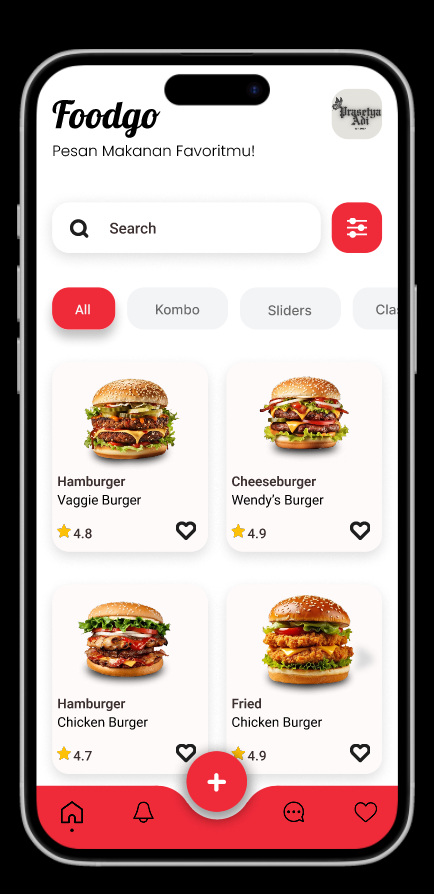 Foodgo
Prasetya
Adi
Pesan Makanan Favoritmu!
Search
All
Kombo
Sliders
Clas
Hamburger
Vaggie Burger
4.8
Cheeseburger
Wendy's Burger
4.9
Hamburger
Chicken Burger
4.7
Fried
Chicken Burger
4.9